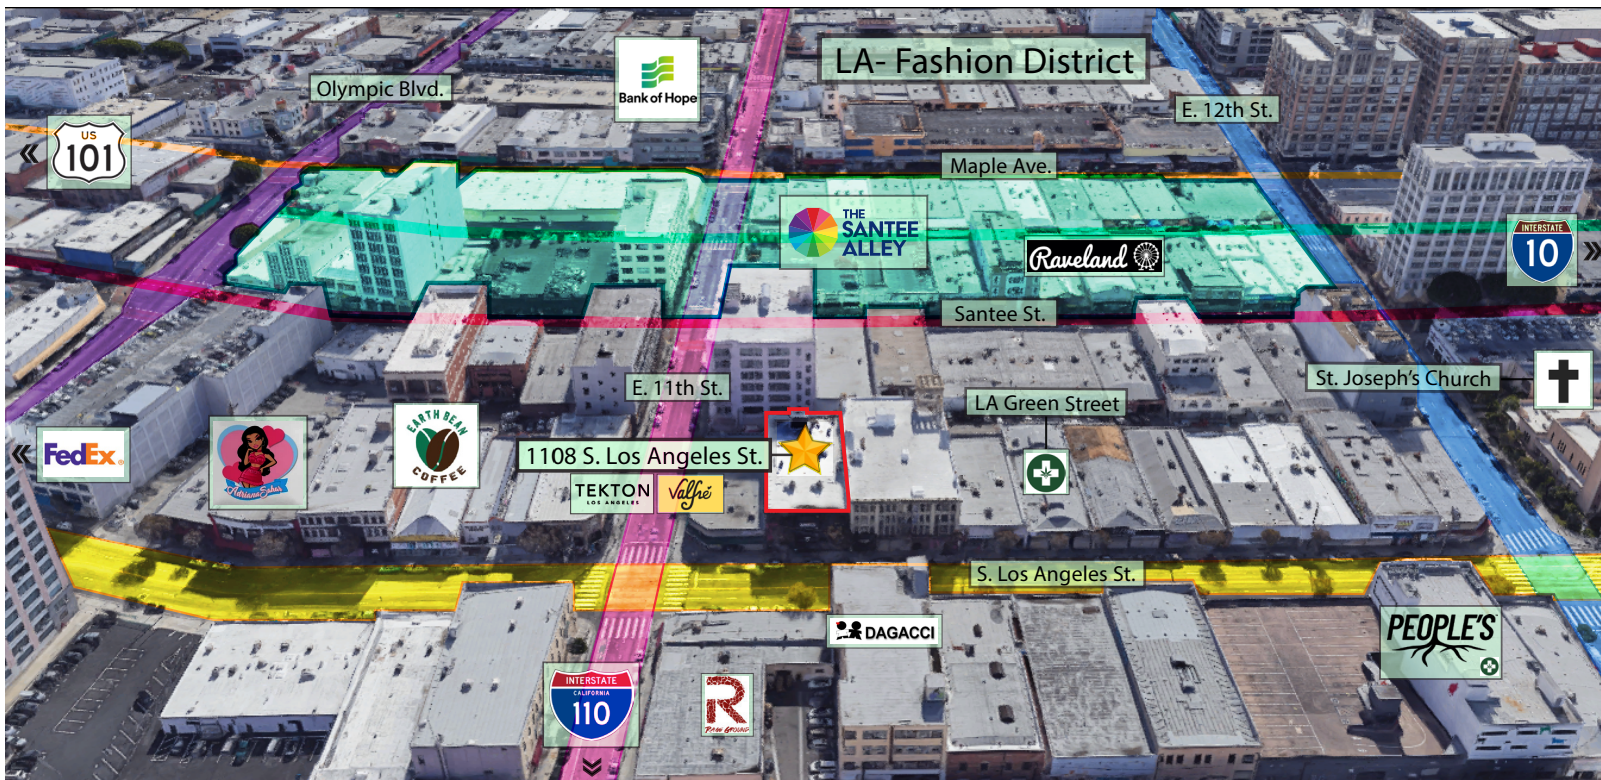 LA- Fashion District
Olympic Blvd.
Bank of Hope
E. 12th St.
US
101
«
Maple Ave.
THE
SANTEE
ALLEY
Raveland
INTERSTATE
10
»
Santee St.
E. 11th St.
St. Joseph's Church
LA Green Street
« FedEx.
EARTH BEAN
COFFEE
1108 S. Los Angeles St.
TEKTON
LOS ANGELES
Valfré
S. Los Angeles St.
DAGACCI
PEOPLE'S
INTERSTATE
CALIFORNIA
110
R
RAW GROUND